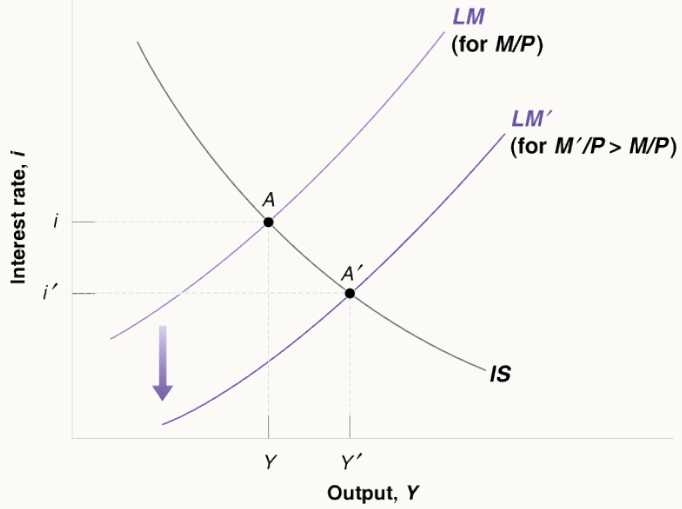 LM
(for M/P)
LM′
(for M′/P > M/P)
Interest rate, i
A
i
A′
i′
IS
Y
Y′
Output, Y